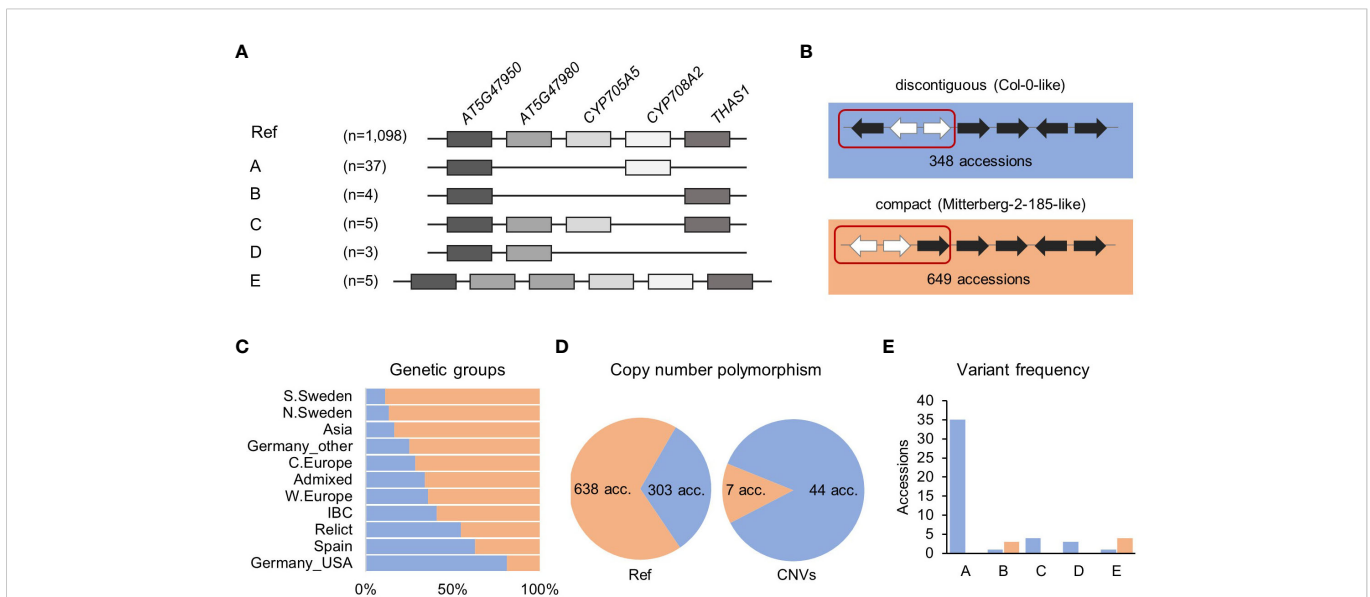 A
AT5G47950
AT5G47980
CYP705A5
CYP708A2
THAS1
Ref (n=1,098)
A (n=37)
B (n=4)
C (n=5)
D (n=3)
E (n=5)
B
discontiguous (Col-0-like)
348 accessions
compact (Mitterberg-2-185-like)
649 accessions
C
Genetic groups
S.Sweden
N.Sweden
Asia
Germany_other
C.Europe
Admixed
W.Europe
IBC
Relict
Spain
Germany_USA
0% 50% 100%
D
Copy number polymorphism
638 acc. 303 acc.
7 acc. 44 acc.
Ref CNVs
E
Variant frequency
Accessions
40
35
30
25
20
15
10
5
0
A B C D E